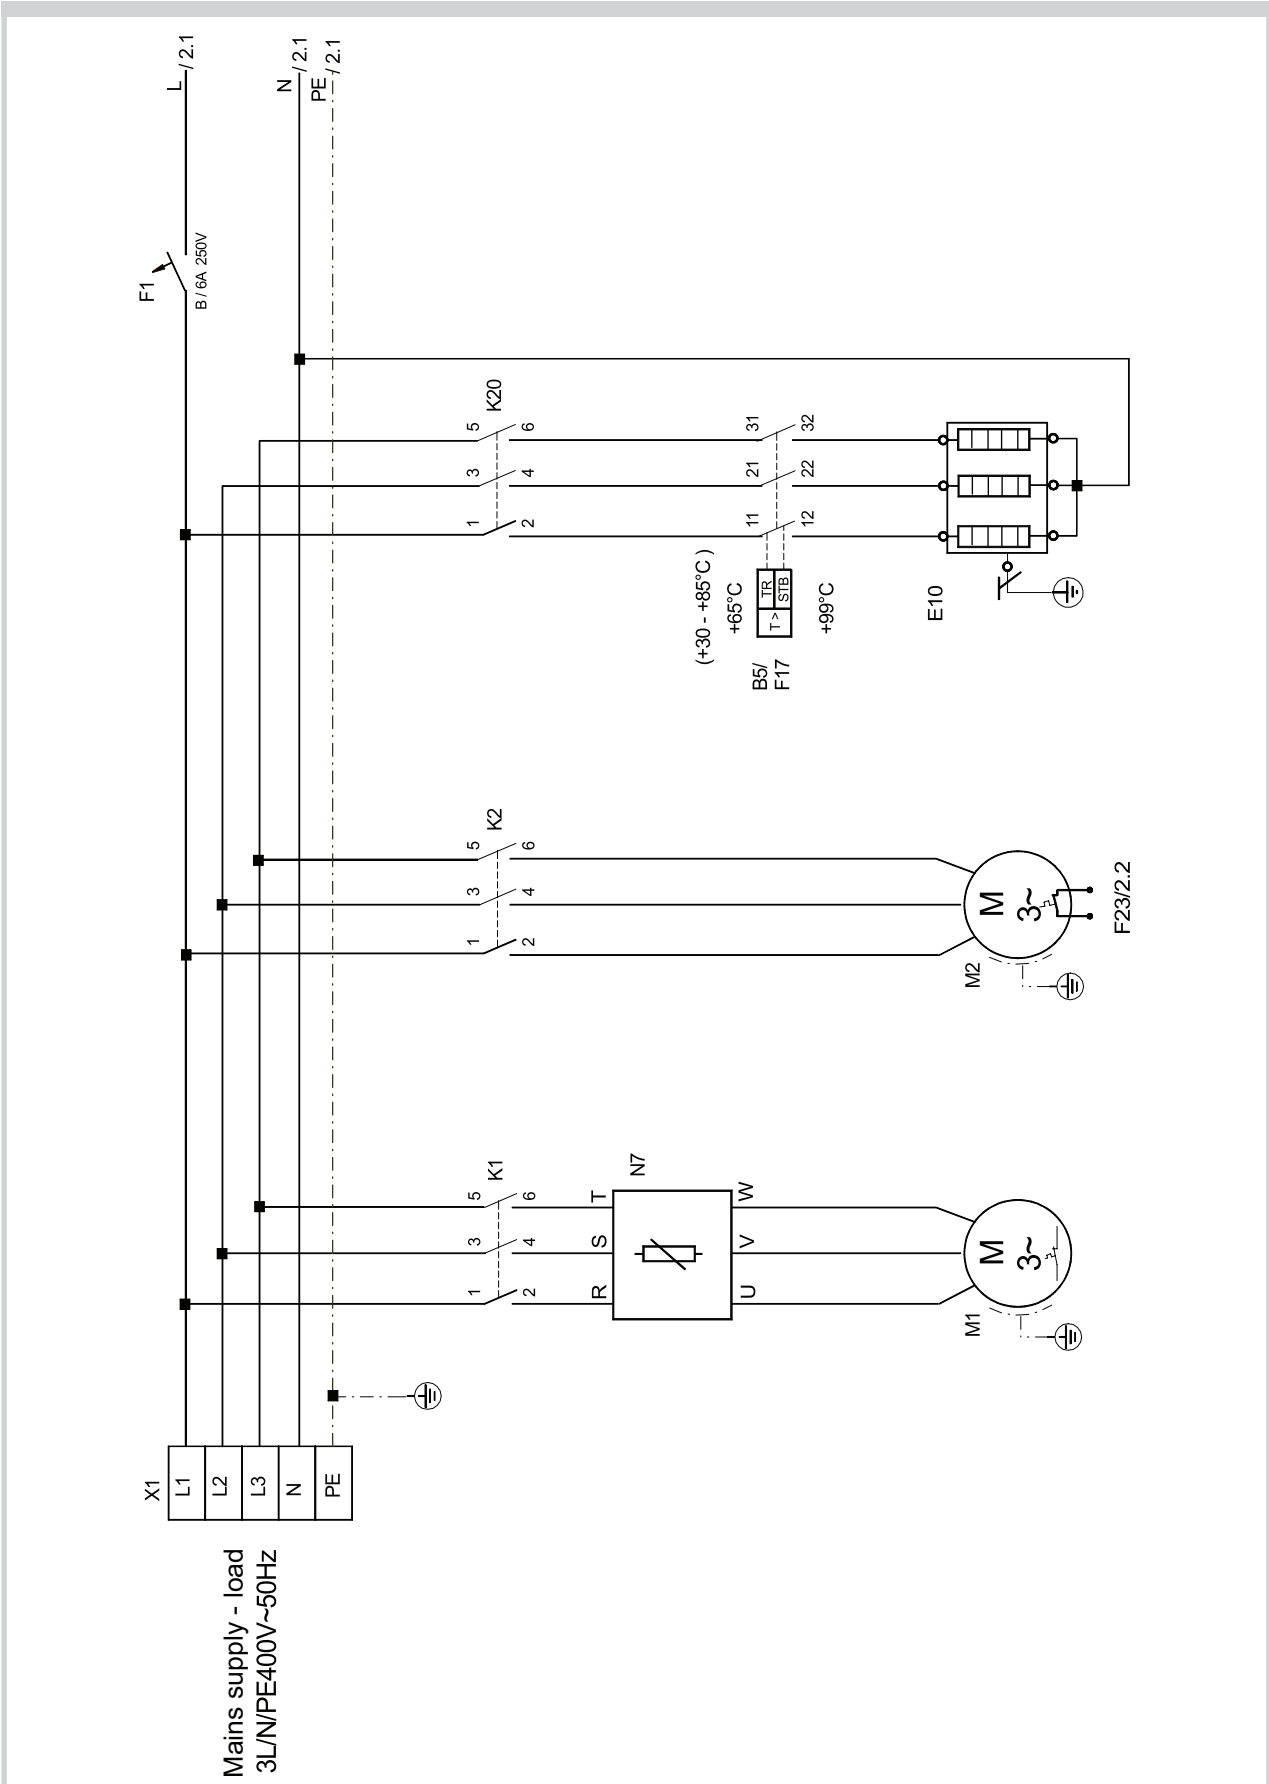 Mains supply - load
3L/N/PE400V~50Hz
X1
L1
L2
L3
N
PE
F1
B / 6A 250V
L / 2.1
N / 2.1
PE / 2.1
K1
1 3 5
2 4 6
R S T
N7
U V W
M1
M
3~
K2
1 3 5
2 4 6
M2
M
3~
F23/2.2
K20
1 3 5
2 4 6
(+30 - +85°C )
+65°C
B5/
F17
T >
TR
STB
+99°C
11 21 31
12 22 32
E10